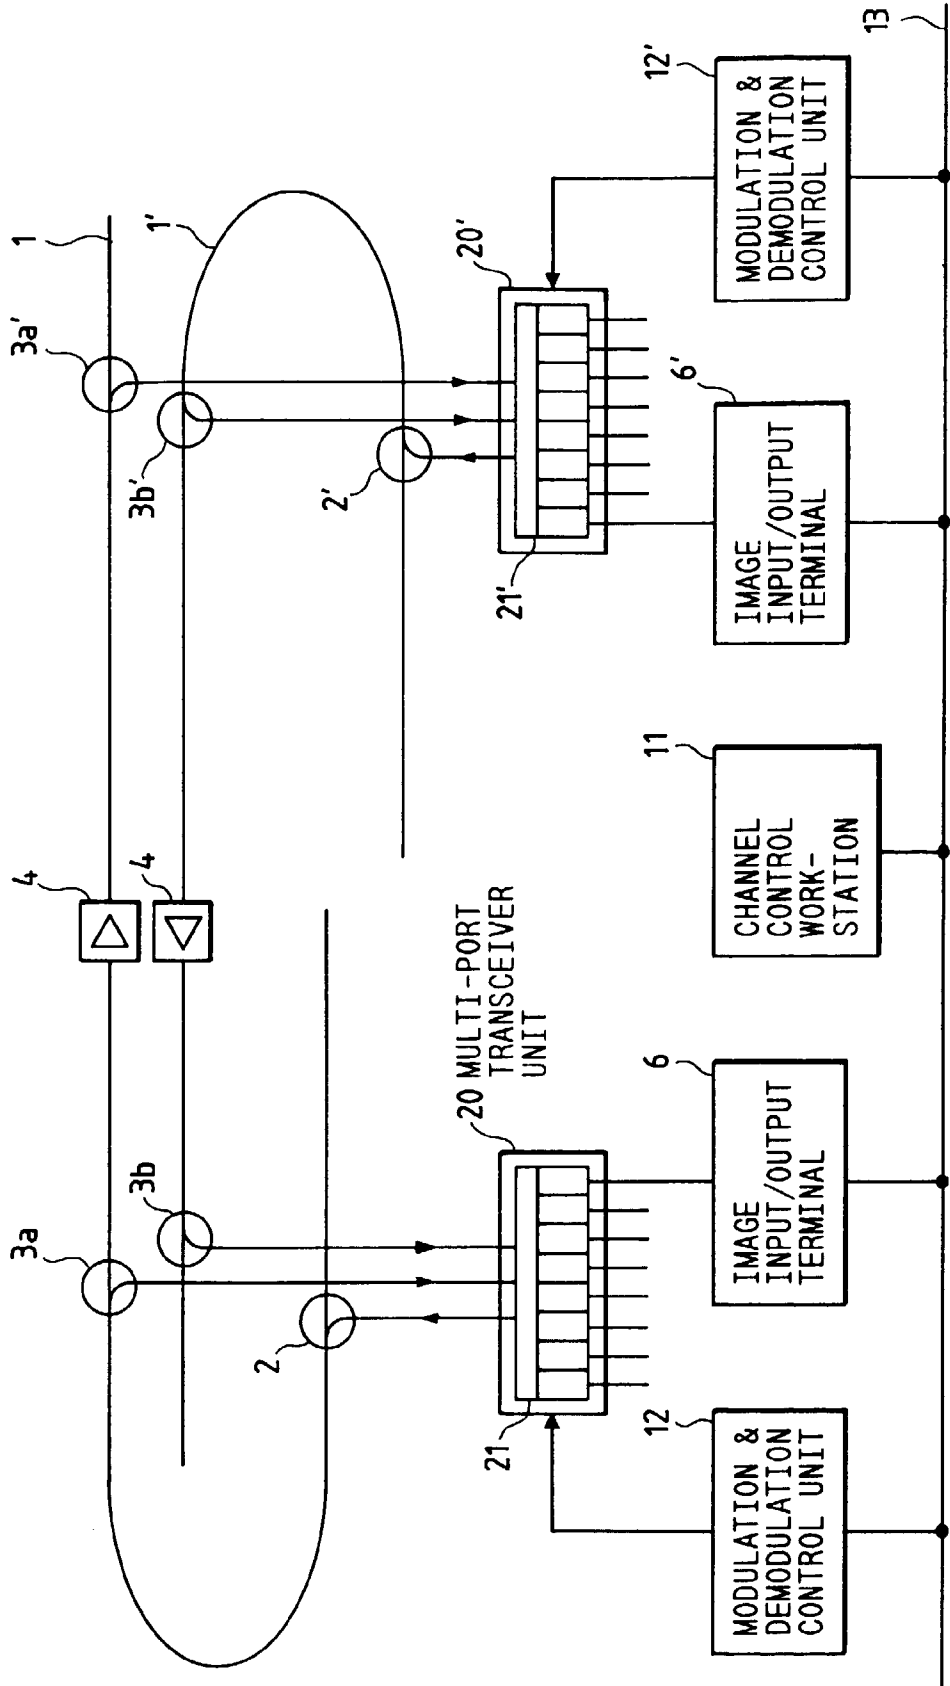 1
3a'
3a
4
1'
3b'
4
3b
2'
2
20'
21'
20 MULTI-PORT
TRANSCEIVER
UNIT
21
12
MODULATION &
DEMODULATION
CONTROL UNIT
6
IMAGE
INPUT/OUTPUT
TERMINAL
11
CHANNEL
CONTROL
WORK-
STATION
6'
IMAGE
INPUT/OUTPUT
TERMINAL
12'
MODULATION &
DEMODULATION
CONTROL UNIT
13